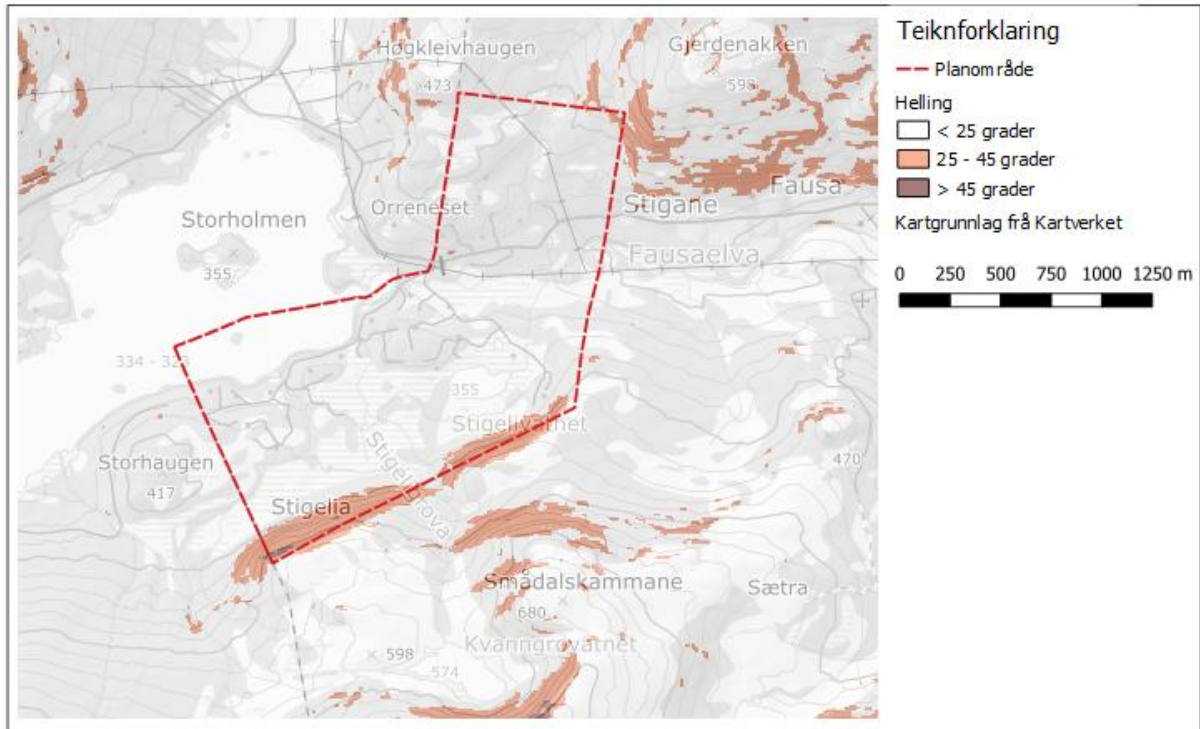 Teiknforklaring
Planområde
Helling
< 25 grader
25 - 45 grader
> 45 grader
Kartgrunnlag frå Kartverket
0 250 500 750 1000 1250 m
Høgkleivhaugen
473
Gjerdenakken
593
Fausa
Orreneset
Stigane
Storholmen
355
Fausaelva
334 - 323
355
Stigelivatnet
Storhaugen
417
Stigelia
Stigeligrova
470
Smådalskammane
680
Sætra
Kvanngrovatnet
598
574